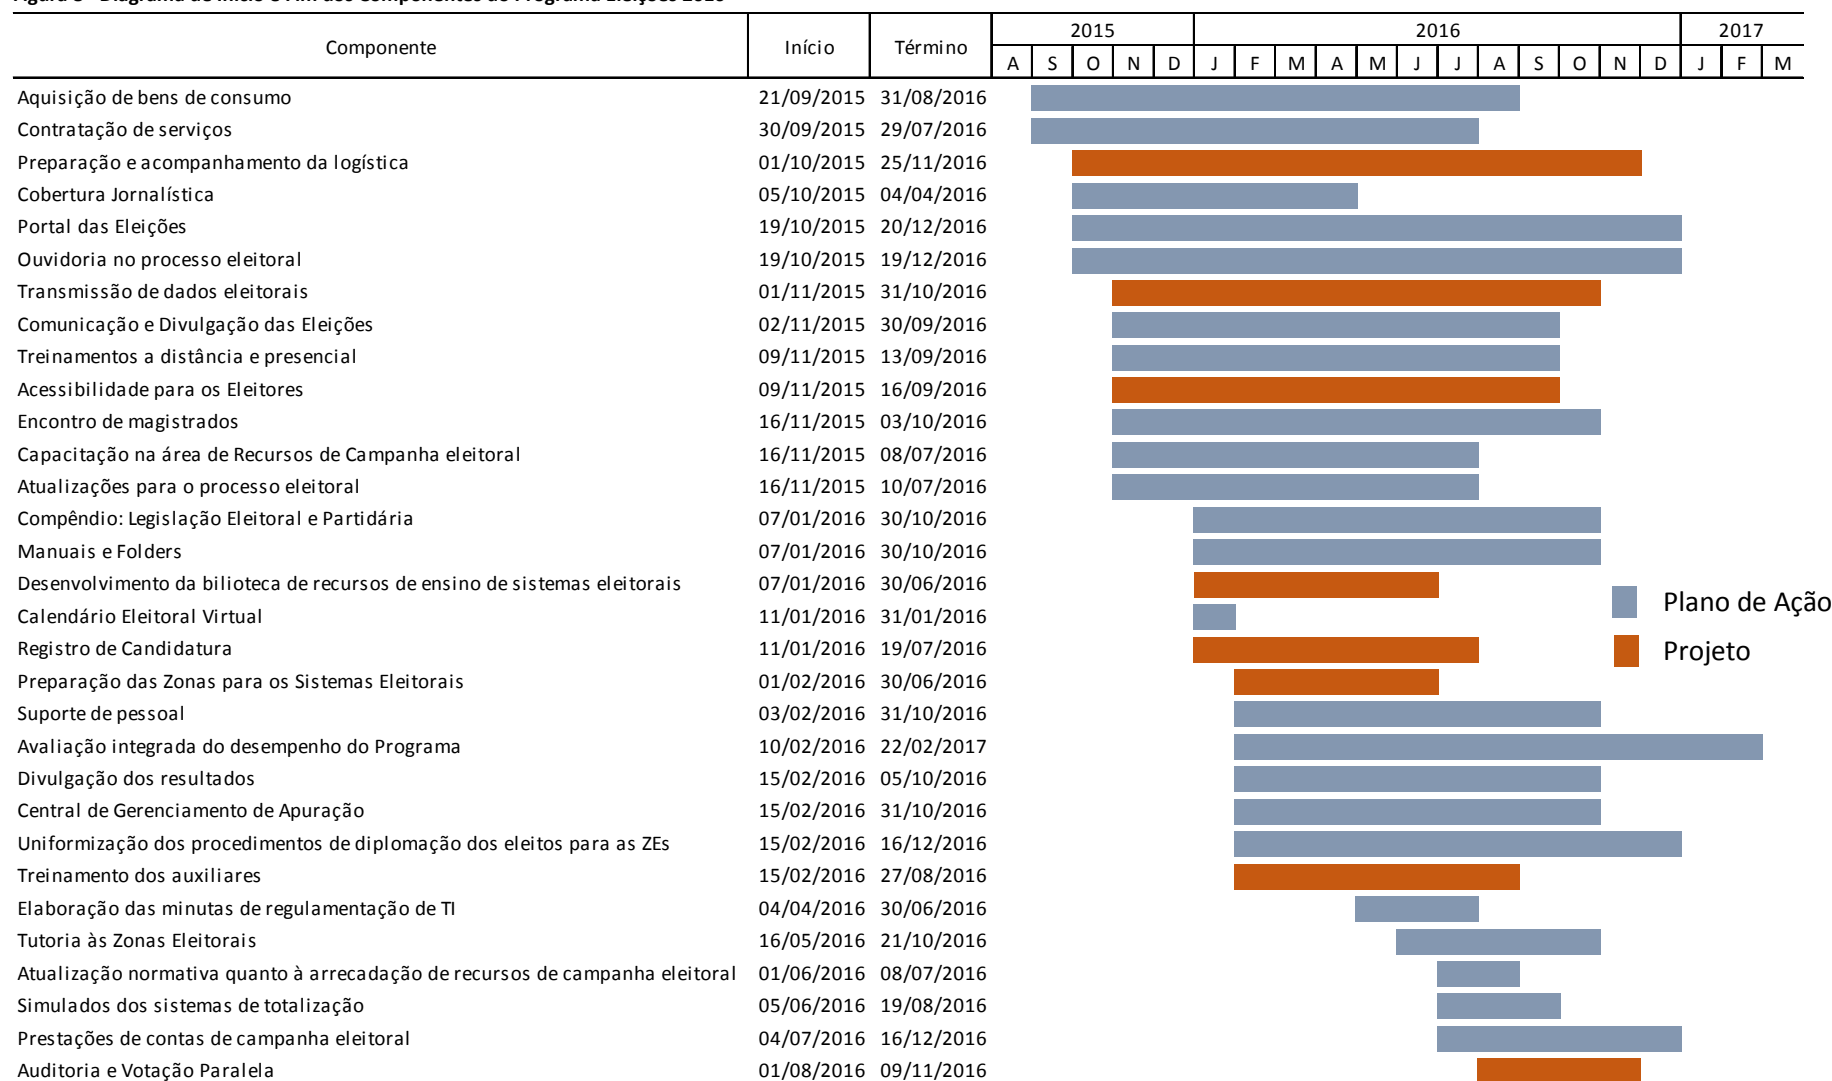 Componente Início Término 2015 2016 2017
A S O N D J F M A M J J A S O N D J F M
Aquisição de bens de consumo 21/09/2015 31/08/2016
Contratação de serviços 30/09/2015 29/07/2016
Preparação e acompanhamento da logística 01/10/2015 25/11/2016
Cobertura Jornalística 05/10/2015 04/04/2016
Portal das Eleições 19/10/2015 20/12/2016
Ouvidoria no processo eleitoral 19/10/2015 19/12/2016
Transmissão de dados eleitorais 01/11/2015 31/10/2016
Comunicação e Divulgação das Eleições 02/11/2015 30/09/2016
Treinamentos a distância e presencial 09/11/2015 13/09/2016
Acessibilidade para os Eleitores 09/11/2015 16/09/2016
Encontro de magistrados 16/11/2015 03/10/2016
Capacitação na área de Recursos de Campanha eleitoral 16/11/2015 08/07/2016
Atualizações para o processo eleitoral 16/11/2015 10/07/2016
Compêndio: Legislação Eleitoral e Partidária 07/01/2016 30/10/2016
Manuais e Folders 07/01/2016 30/10/2016
Desenvolvimento da bilioteca de recursos de ensino de sistemas eleitorais 07/01/2016 30/06/2016
Calendário Eleitoral Virtual 11/01/2016 31/01/2016
Plano de Ação
Registro de Candidatura 11/01/2016 19/07/2016
Projeto
Preparação das Zonas para os Sistemas Eleitorais 01/02/2016 30/06/2016
Suporte de pessoal 03/02/2016 31/10/2016
Avaliação integrada do desempenho do Programa 10/02/2016 22/02/2017
Divulgação dos resultados 15/02/2016 05/10/2016
Central de Gerenciamento de Apuração 15/02/2016 31/10/2016
Uniformização dos procedimentos de diplomação dos eleitos para as ZEs 15/02/2016 16/12/2016
Treinamento dos auxiliares 15/02/2016 27/08/2016
Elaboração das minutas de regulamentação de TI 04/04/2016 30/06/2016
Tutoria às Zonas Eleitorais 16/05/2016 21/10/2016
Atualização normativa quanto à arrecadação de recursos de campanha eleitoral 01/06/2016 08/07/2016
Simulados dos sistemas de totalização 05/06/2016 19/08/2016
Prestações de contas de campanha eleitoral 04/07/2016 16/12/2016
Auditoria e Votação Paralela 01/08/2016 09/11/2016